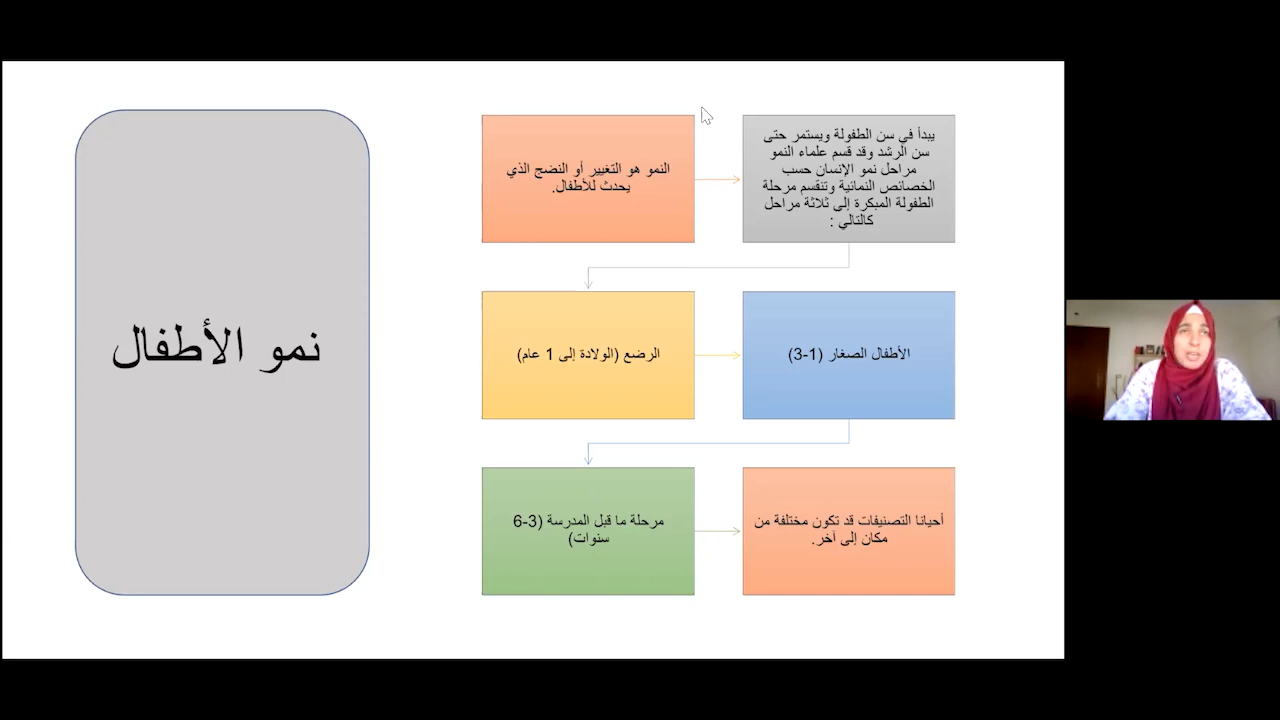 نمو الأطفال
النمو هو التغيير أو النضج الذي
يحدث للأطفال.
يبدأ في سن الطفولة ويستمر حتى
سن الرشد وقد قسم علماء النمو
مراحل نمو الإنسان حسب
الخصائص النمائية وتنقسم مرحلة
الطفولة المبكرة إلى ثلاثة مراحل
كالتالي :
الرضع (الولادة إلى 1 عام)
الأطفال الصغار (1-3)
مرحلة ما قبل المدرسة (3-6
سنوات)
أحيانا التصنيفات قد تكون مختلفة من
مكان إلى آخر.